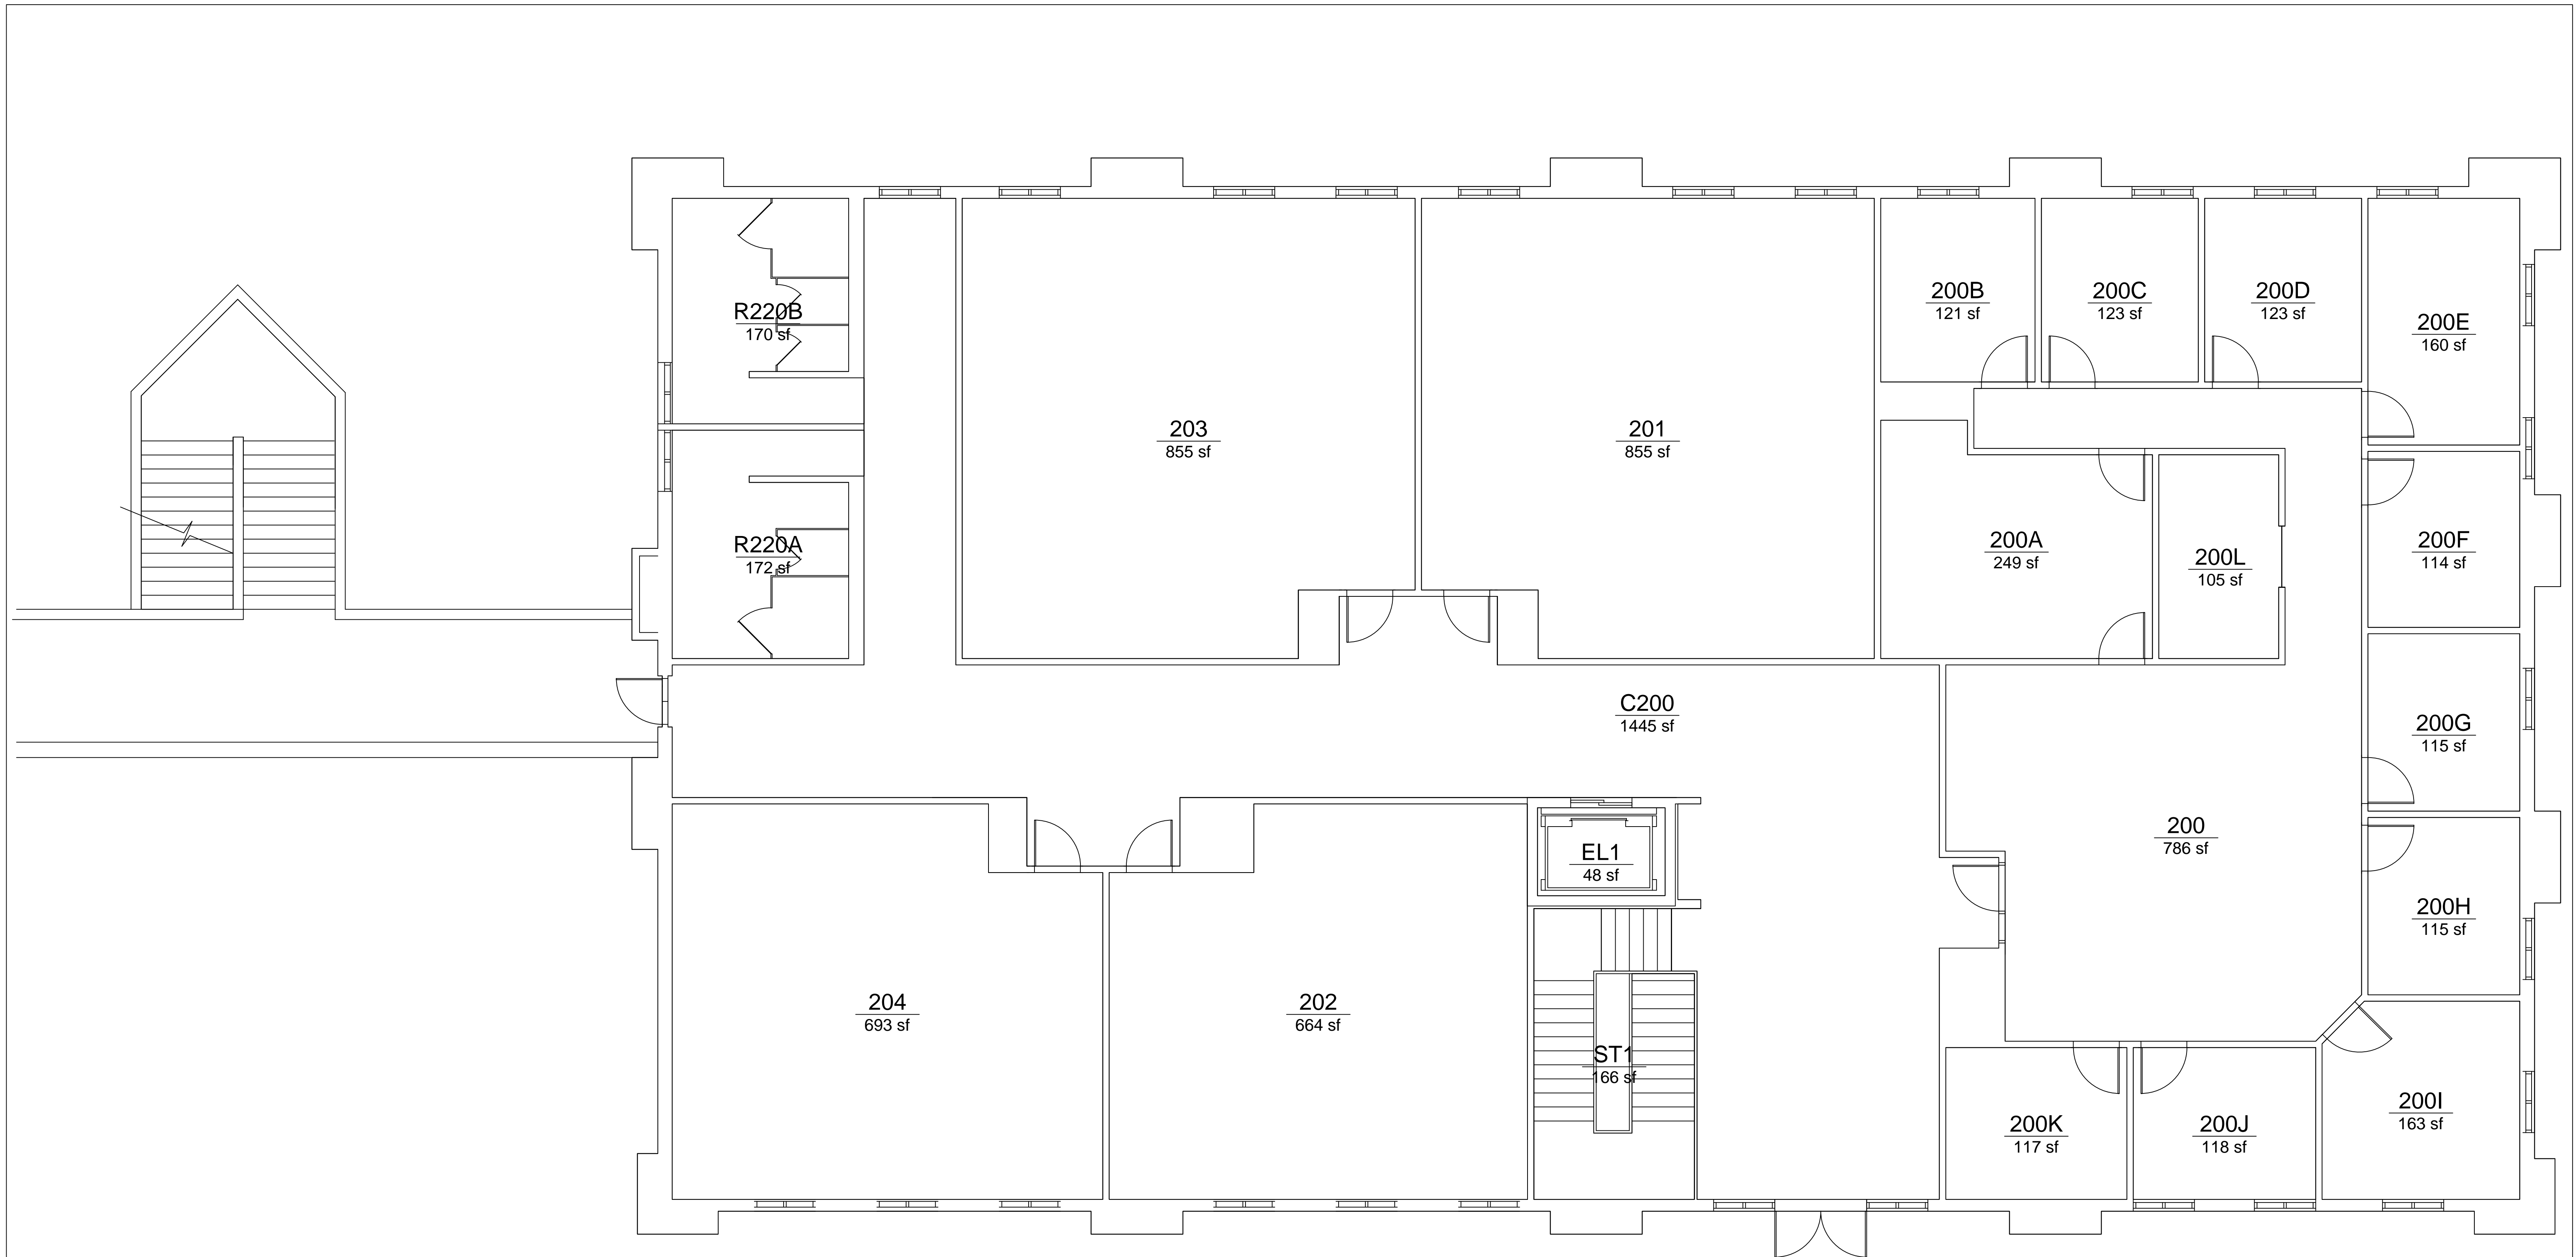 200B
121 sf
200C
123 sf
200D
123 sf
R220B
170 sf
200E
160 sf
203
855 sf
201
855 sf
R220A
172 sf
200A
249 sf
200L
105 sf
200F
114 sf
C200
1445 sf
200G
115 sf
200
786 sf
EL1
48 sf
200H
115 sf
204
693 sf
202
664 sf
ST1
166 sf
200K
117 sf
200J
118 sf
200I
163 sf